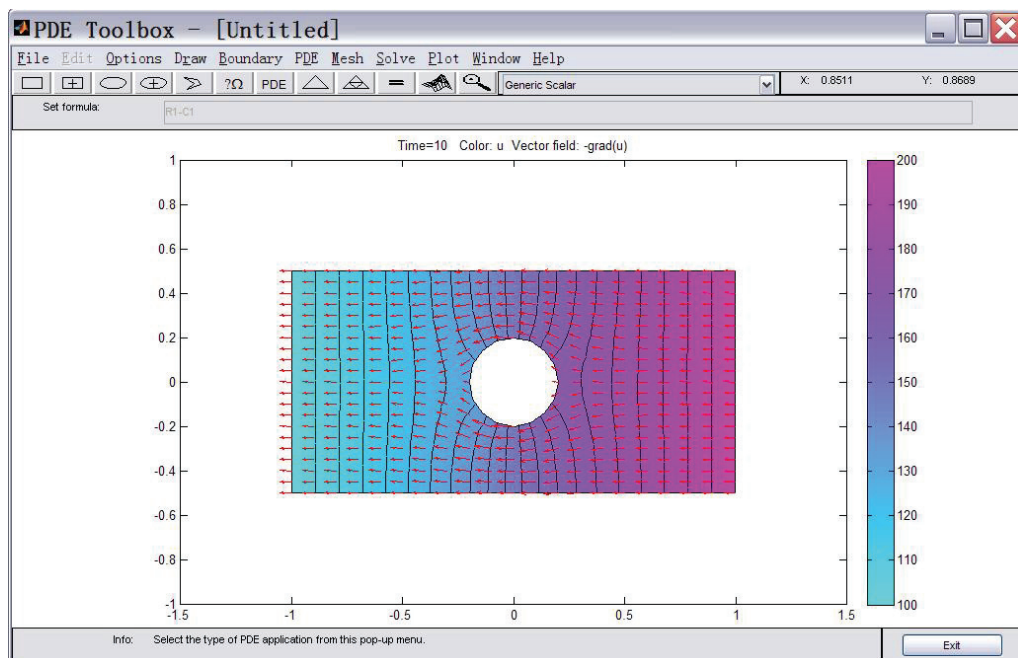 PDE Toolbox - [Untitled]
File Edit Options Draw Boundary PDE Mesh Solve Plot Window Help
?Ω PDE = Generic Scalar X: 0.8511 Y: 0.8689
Set formula: R1-C1
Time=10 Color: u Vector field: -grad(u)
1
0.8
0.6
0.4
0.2
0
-0.2
-0.4
-0.6
-0.8
-1
-1.5 -1 -0.5 0 0.5 1 1.5
200
190
180
170
160
150
140
130
120
110
100
Info: Select the type of PDE application from this pop-up menu.
Exit